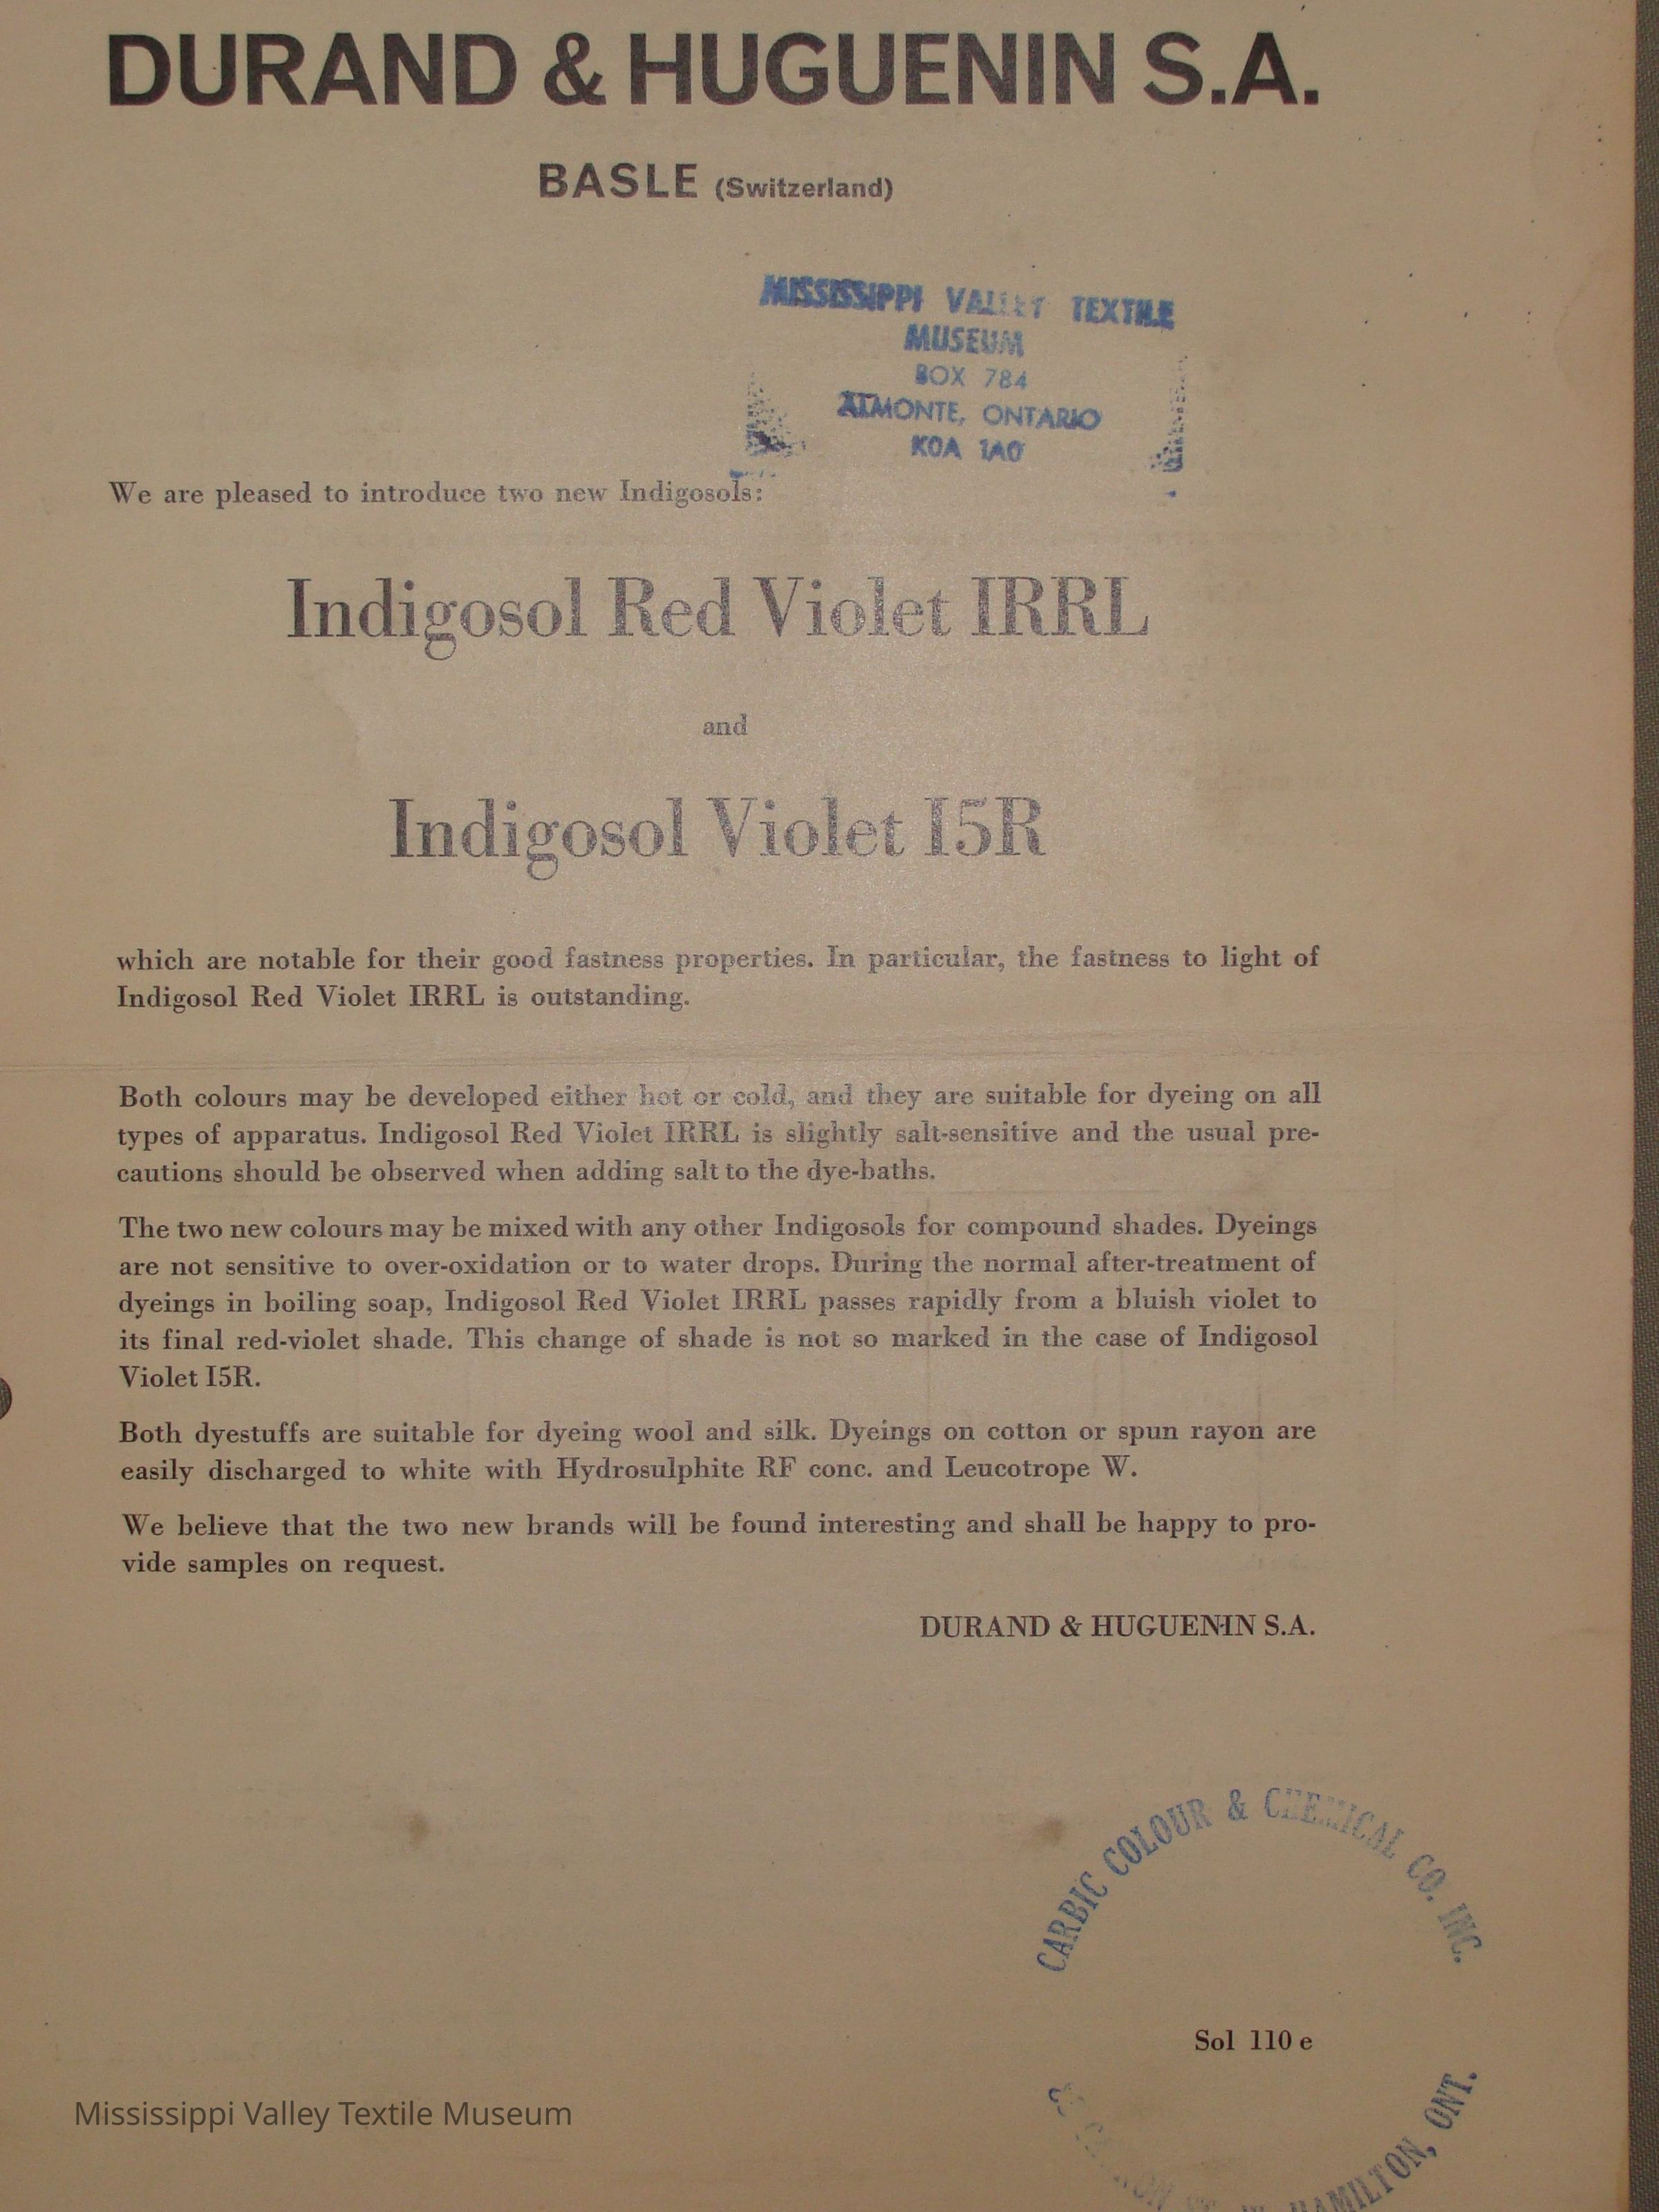 DURAND & HUGUENIN S.A.
BASLE (Switzerland)
MISSISSIPPI VALLEY TEXTILE
MUSEUM
BOX 784
ALMONTE, ONTARIO
K0A 1A0
We are pleased to introduce two new Indigosols:
Indigosol Red Violet IRRL
and
Indigosol Violet I5R
which are notable for their good fastness properties. In particular, the fastness to light of
Indigosol Red Violet IRRL is outstanding.
Both colours may be developed either hot or cold, and they are suitable for dyeing on all
types of apparatus. Indigosol Red Violet IRRL is slightly salt-sensitive and the usual pre-
cautions should be observed when adding salt to the dye-baths.
The two new colours may be mixed with any other Indigosols for compound shades. Dyeings
are not sensitive to over-oxidation or to water drops. During the normal after-treatment of
dyeings in boiling soap, Indigosol Red Violet IRRL passes rapidly from a bluish violet to
its final red-violet shade. This change of shade is not so marked in the case of Indigosol
Violet I5R.
Both dyestuffs are suitable for dyeing wool and silk. Dyeings on cotton or spun rayon are
easily discharged to white with Hydrosulphite RF conc. and Leucotrope W.
We believe that the two new brands will be found interesting and shall be happy to pro-
vide samples on request.
DURAND & HUGUENIN S.A.
CARBIC COLOUR & CHEMICAL CO. INC.
Sol 110 e
HAMILTON, ONT.
Mississippi Valley Textile Museum